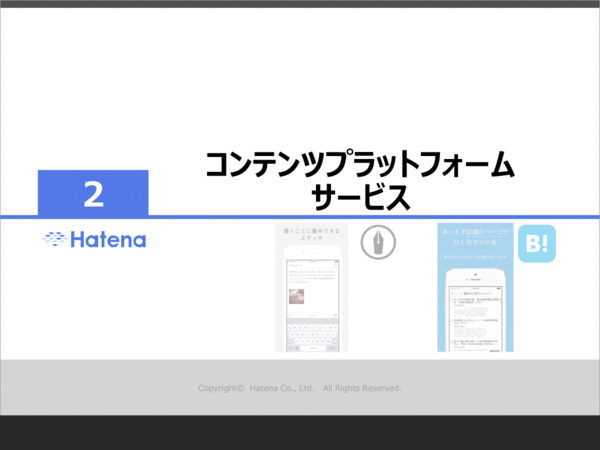 コンテンツプラットフォーム
サービス
2
Hatena
書くことに集中できる
エディタ
ネットで話題のページが
ひと目で分かる
B!
Copyright© Hatena Co., Ltd. All Rights Reserved.